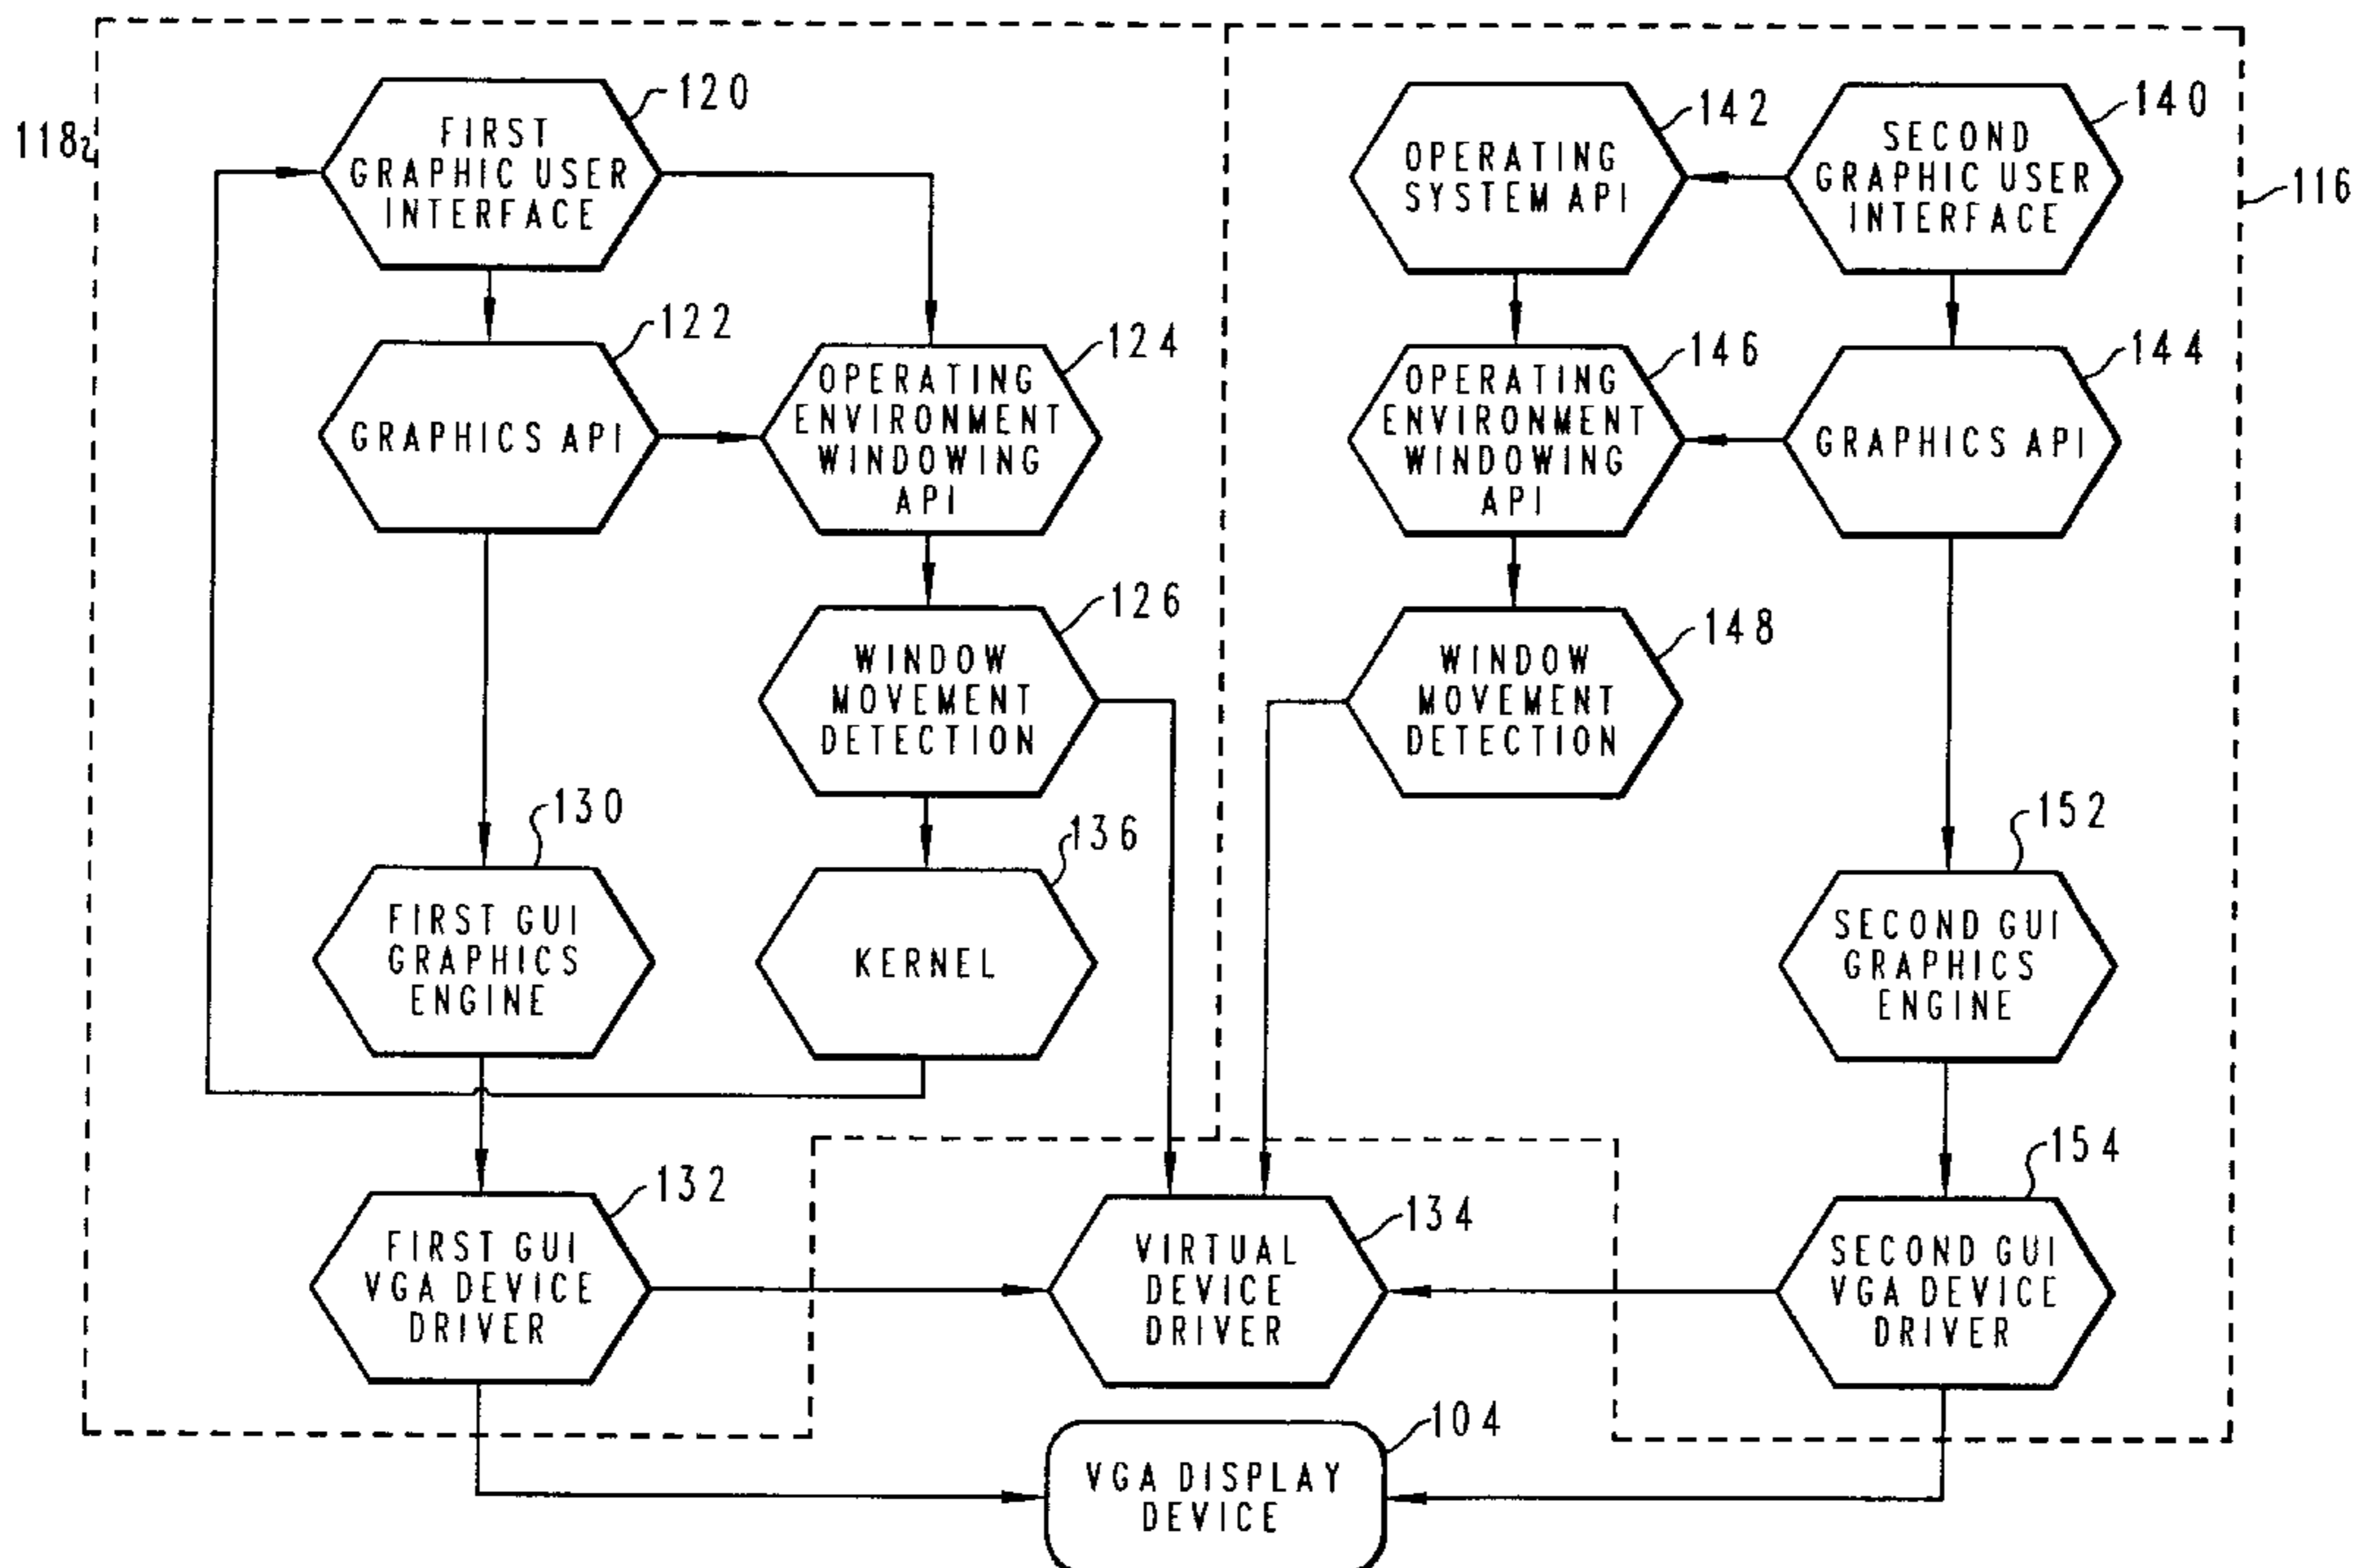 118
120
FIRST
GRAPHIC USER
INTERFACE
142
OPERATING
SYSTEM API
140
SECOND
GRAPHIC USER
INTERFACE
116
122
GRAPHICS API
124
OPERATING
ENVIRONMENT
WINDOWING
API
146
OPERATING
ENVIRONMENT
WINDOWING
API
144
GRAPHICS API
126
WINDOW
MOVEMENT
DETECTION
148
WINDOW
MOVEMENT
DETECTION
130
FIRST GUI
GRAPHICS
ENGINE
136
KERNEL
152
SECOND GUI
GRAPHICS
ENGINE
132
FIRST GUI
VGA DEVICE
DRIVER
134
VIRTUAL
DEVICE
DRIVER
154
SECOND GUI
VGA DEVICE
DRIVER
104
VGA DISPLAY
DEVICE